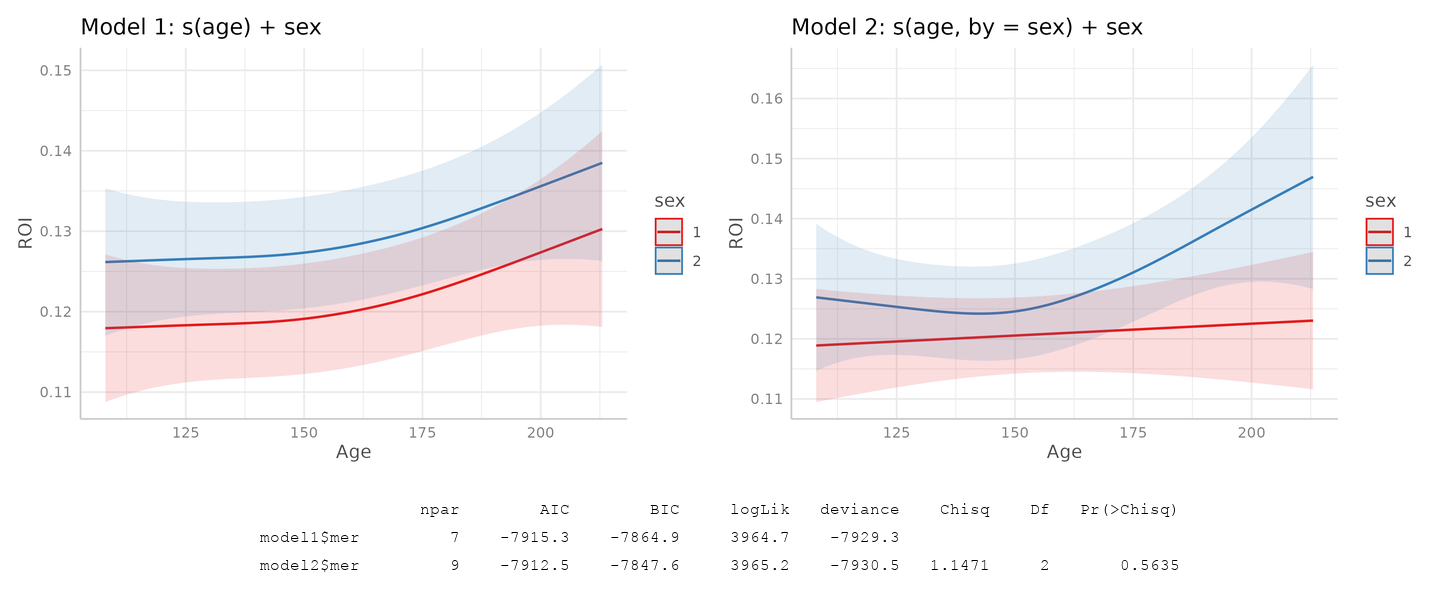 Model 1: s(age) + sex
0.15
0.14
0.13
0.12
0.11
ROI
125 150 175 200
Age
sex
1
2
Model 2: s(age, by = sex) + sex
0.16
0.15
0.14
0.13
0.12
0.11
ROI
125 150 175 200
Age
sex
1
2
npar AIC BIC logLik deviance Chisq Df Pr(>Chisq)
model1$mer 7 -7915.3 -7864.9 3964.7 -7929.3
model2$mer 9 -7912.5 -7847.6 3965.2 -7930.5 1.1471 2 0.5635